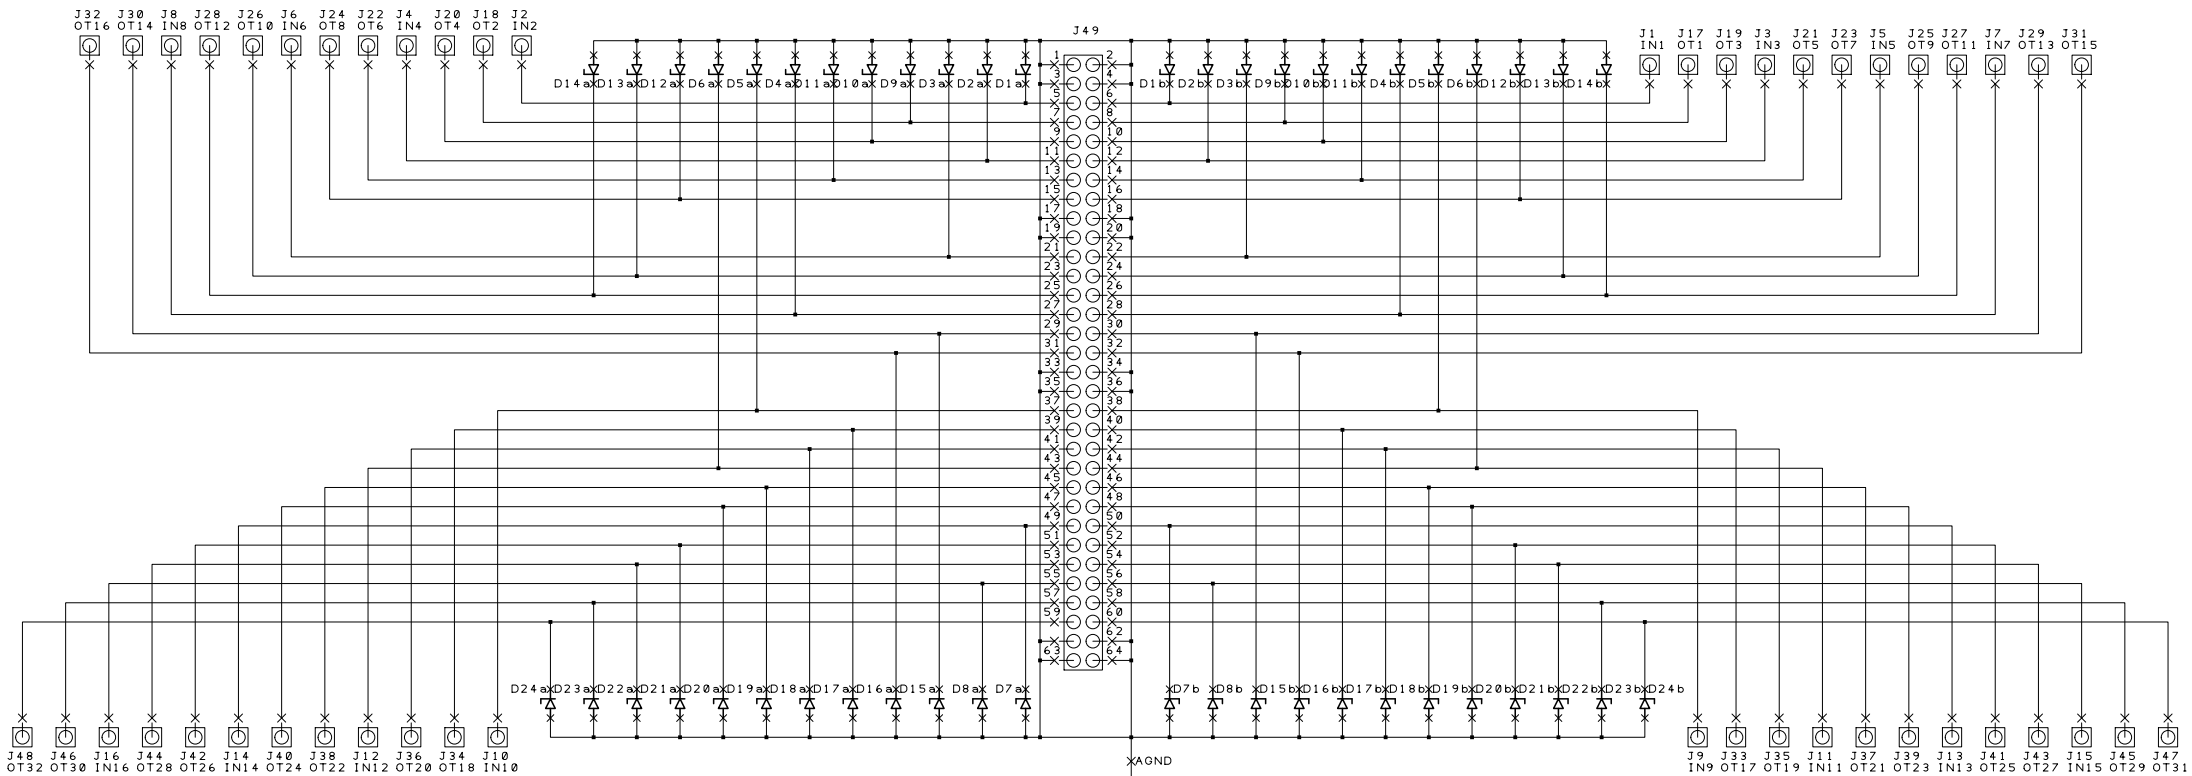 J32 J30 J8 J28 J26 J6 J24 J22 J4 J20 J18 J2
OT16 OT14 IN8 OT12 OT10 IN6 OT8 OT6 IN4 OT4 OT2 IN2
J49
J1 J17 J19 J3 J21 J23 J5 J25 J27 J7 J29 J31
IN1 OT1 OT3 IN3 OT5 OT7 IN5 OT9 OT11 IN7 OT13 OT15
D14a D13a D12a D6a D5a D4a D11a D10a D9a D3a D2a D1a
D1b D2b D3b D9b D10b D11b D4b D5b D6b D12b D13b D14b
1 2
3 4
5 6
7 8
9 10
11 12
13 14
15 16
17 18
19 20
21 22
23 24
25 26
27 28
29 30
31 32
33 34
35 36
37 38
39 40
41 42
43 44
45 46
47 48
49 50
51 52
53 54
55 56
57 58
59 60
62
63 64
D24a D23a D22a D21a D20a D19a D18a D17a D16a D15a D8a D7a
D7b D8b D15b D16b D17b D18b D19b D20b D21b D22b D23b D24b
J48 J46 J16 J44 J42 J14 J40 J38 J12 J36 J34 J10
OT32 OT30 IN16 OT28 OT26 IN14 OT24 OT22 IN12 OT20 OT18 IN10
AGND
J9 J33 J35 J11 J37 J39 J13 J41 J43 J15 J45 J47
IN9 OT17 OT19 IN11 OT21 OT23 IN13 OT25 OT27 IN15 OT29 OT31